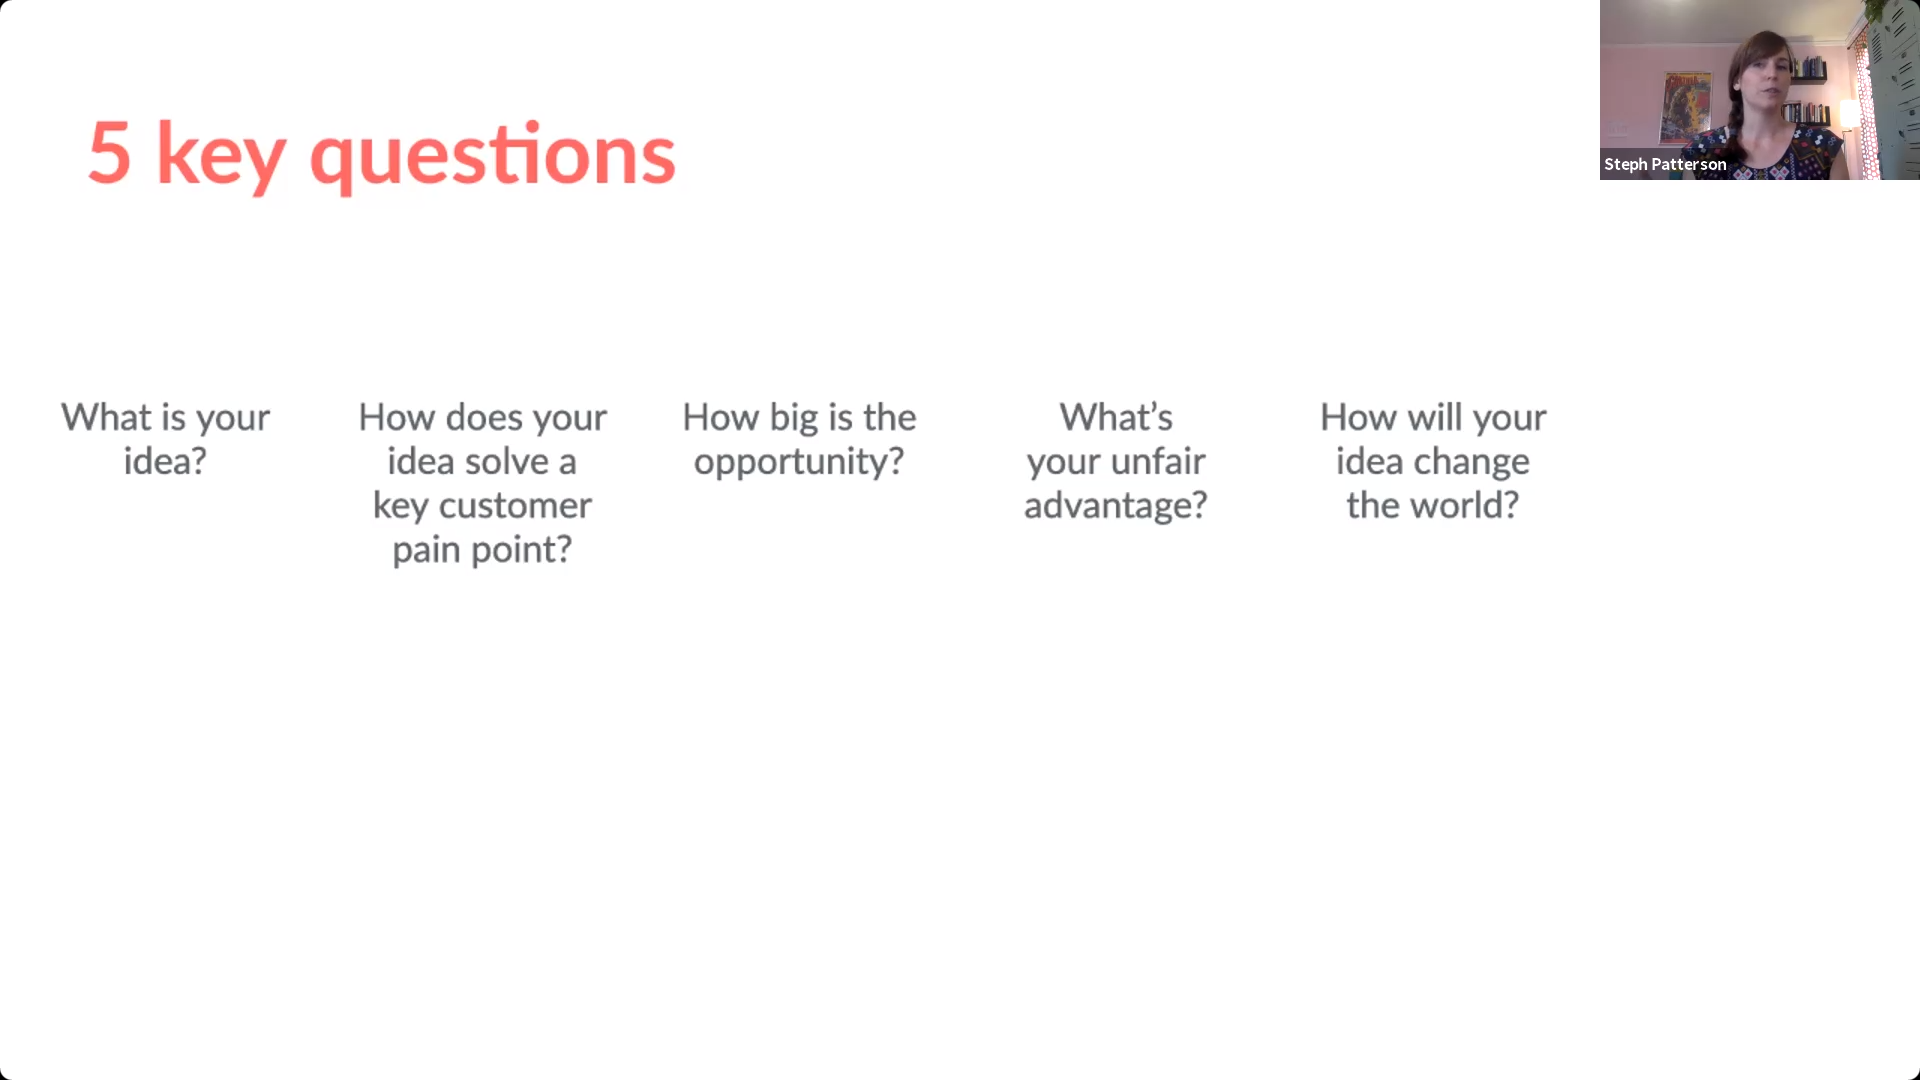 5 key questions
What is your
idea?
How does your
idea solve a
key customer
pain point?
How big is the
opportunity?
What’s
your unfair
advantage?
How will your
idea change
the world?
Steph Patterson